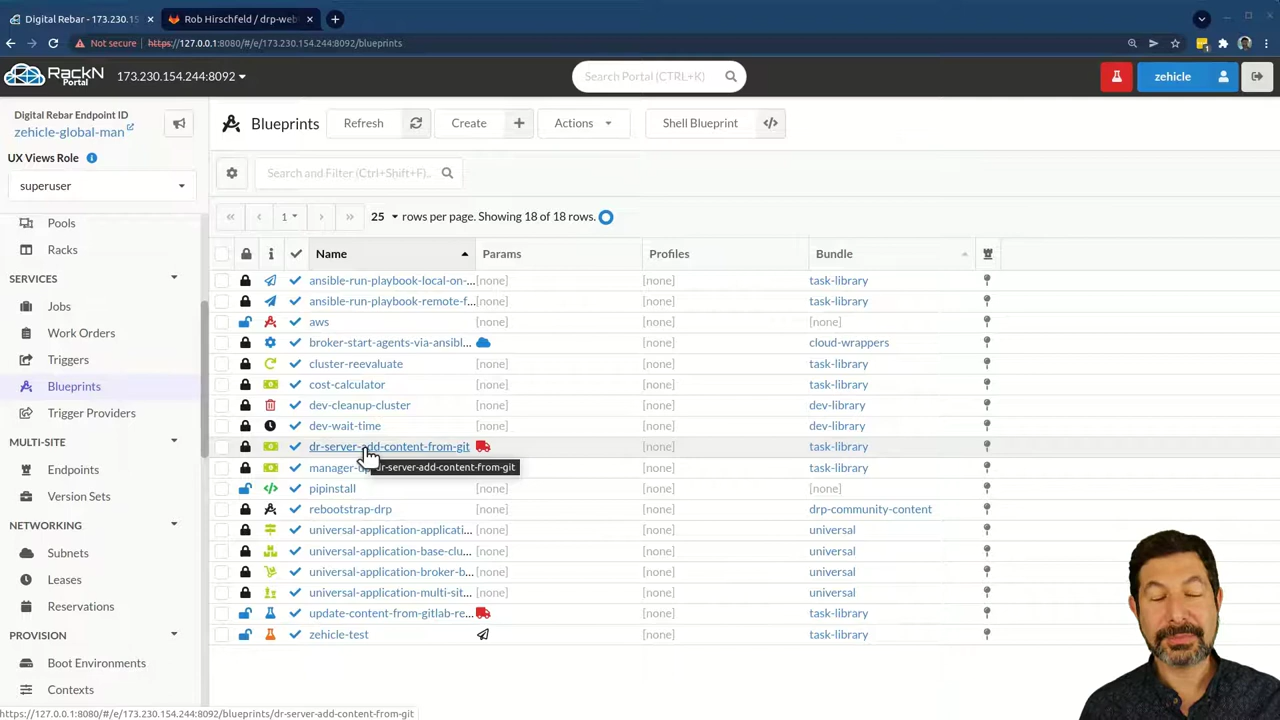 Digital Rebar - 173.230.15
Rob Hirschfeld / drp-web
Not secure https://127.0.0.1:8080/#/e/173.230.154.244:8092/blueprints
RackN Portal
173.230.154.244:8092
Search Portal (CTRL+K)
zehicle
Digital Rebar Endpoint ID
zehicle-global-man
UX Views Role
superuser
Pools
Racks
SERVICES
Jobs
Work Orders
Triggers
Blueprints
Trigger Providers
MULTI-SITE
Endpoints
Version Sets
NETWORKING
Subnets
Leases
Reservations
PROVISION
Boot Environments
Contexts
Blueprints
Refresh
Create
Actions
Shell Blueprint
Search and Filter (Ctrl+Shift+F)..
1
25 rows per page. Showing 18 of 18 rows.
Name Params Profiles Bundle
ansible-run-playbook-local-on-... [none] [none] task-library
ansible-run-playbook-remote-f... [none] [none] task-library
aws [none] [none] [none]
broker-start-agents-via-ansibl... [none] cloud-wrappers
cluster-reevaluate [none] [none] task-library
cost-calculator [none] [none] task-library
dev-cleanup-cluster [none] [none] dev-library
dev-wait-time [none] [none] dev-library
dr-server-add-content-from-git [none] task-library
manager- dr-server-add-content-from-git [none] task-library
pipinstall [none] [none] [none]
rebootstrap-drp [none] [none] drp-community-content
universal-application-applicati... [none] [none] universal
universal-application-base-clu... [none] [none] universal
universal-application-broker-b... [none] [none] universal
universal-application-multi-sit... [none] [none] universal
update-content-from-gitlab-re... [none] task-library
zehicle-test [none] task-library
https://127.0.0.1:8080/#/e/173.230.154.244:8092/blueprints/dr-server-add-content-from-git